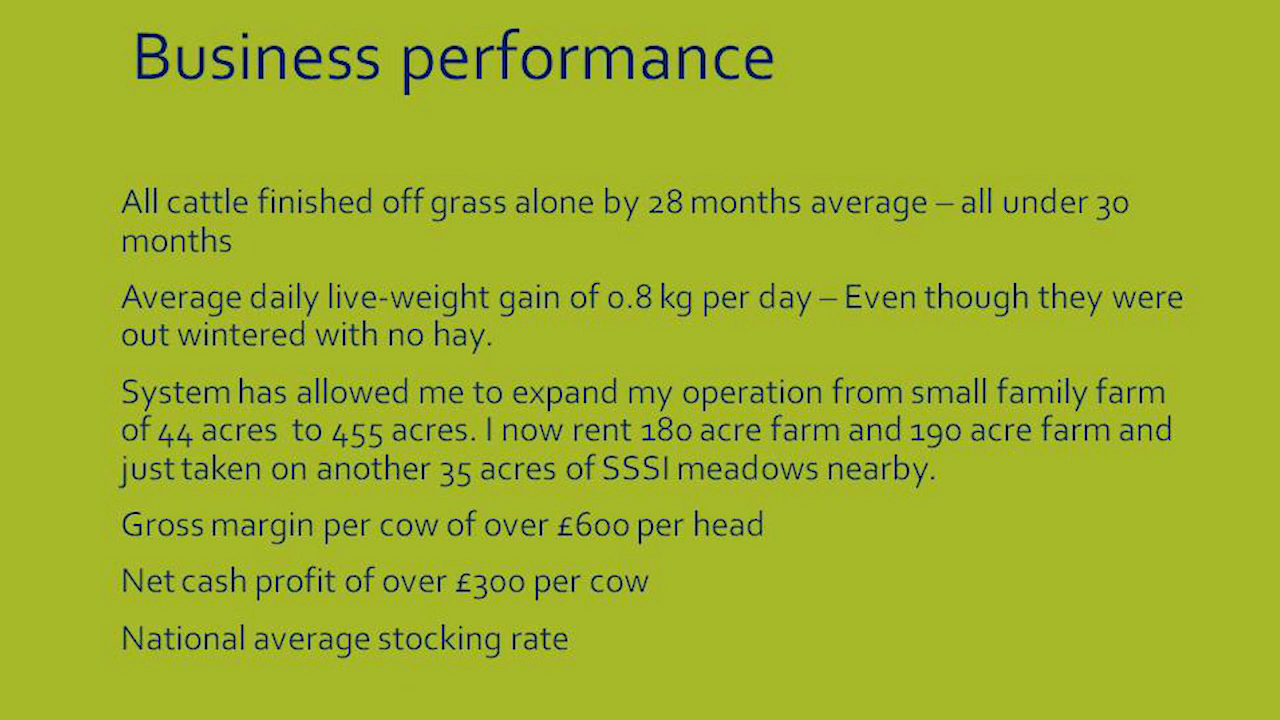 Business performance
All cattle finished off grass alone by 28 months average – all under 30
months
Average daily live-weight gain of 0.8 kg per day – Even though they were
out wintered with no hay.
System has allowed me to expand my operation from small family farm
of 44 acres to 455 acres. I now rent 180 acre farm and 190 acre farm and
just taken on another 35 acres of SSSI meadows nearby.
Gross margin per cow of over £600 per head
Net cash profit of over £300 per cow
National average stocking rate